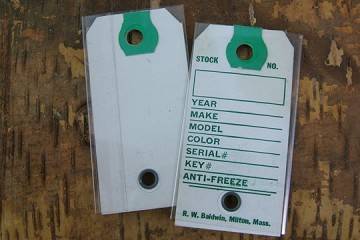 STOCK NO.
YEAR
MAKE
MODEL
COLOR
SERIAL#
KEY#
ANTI-FREEZE
R. W. Baldwin, Milton, Mass.